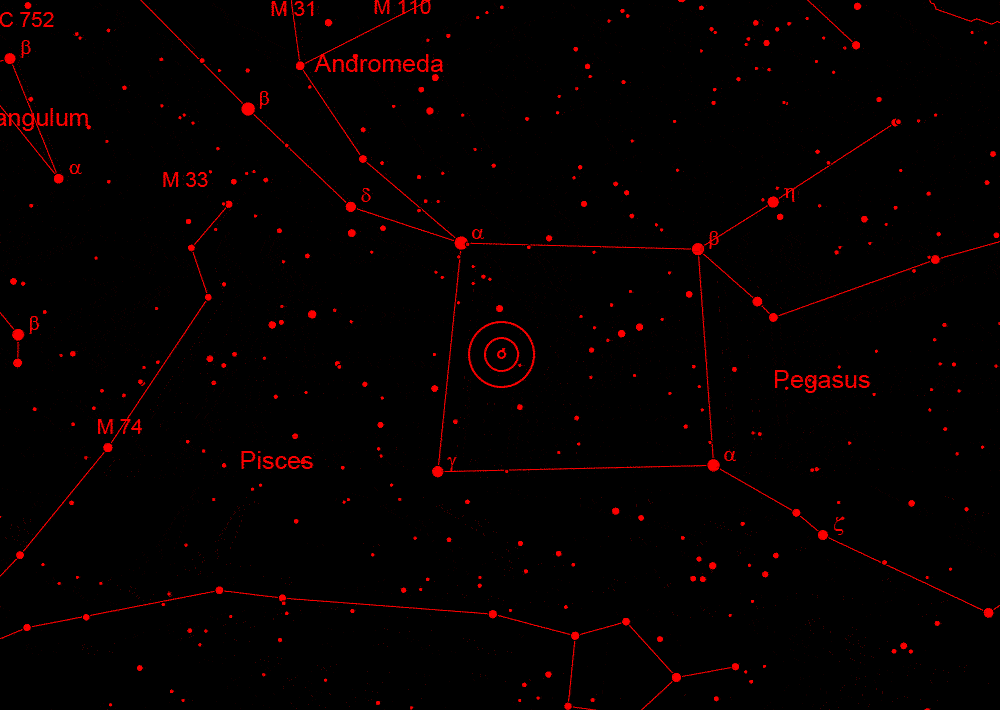 M 31
M 110
C 752
β
Andromeda
β
angulum
α
M 33
δ
η
α
β
β
Pegasus
M 74
Pisces
γ
α
ζ